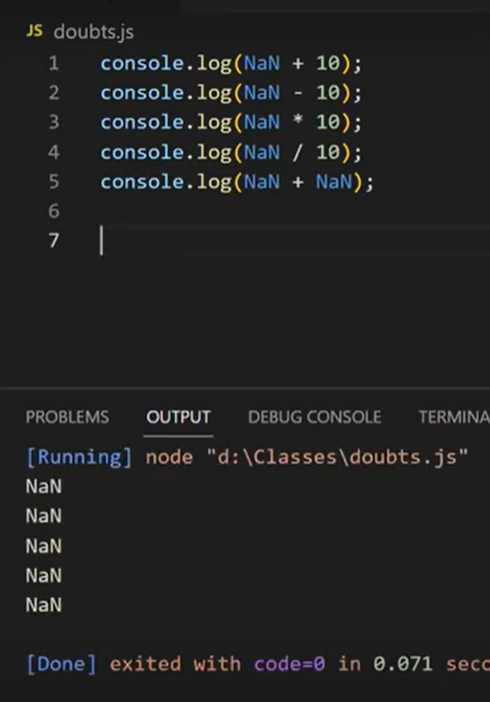 JS doubts.js
1 console.log(NaN + 10);
2 console.log(NaN - 10);
3 console.log(NaN * 10);
4 console.log(NaN / 10);
5 console.log(NaN + NaN);
6
7
PROBLEMS OUTPUT DEBUG CONSOLE TERMINA
[Running] node "d:\Classes\doubts.js"
NaN
NaN
NaN
NaN
NaN
[Done] exited with code=0 in 0.071 seco